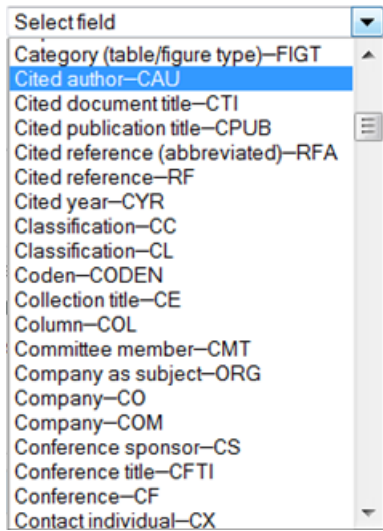 Select field
Category (table/figure type)–FIGT
Cited author–CAU
Cited document title–CTI
Cited publication title–CPUB
Cited reference (abbreviated)–RFA
Cited reference–RF
Cited year–CYR
Classification–CC
Classification–CL
Coden–CODEN
Collection title–CE
Column–COL
Committee member–CMT
Company as subject–ORG
Company–CO
Company–COM
Conference sponsor–CS
Conference title–CFTI
Conference–CF
Contact individual–CX